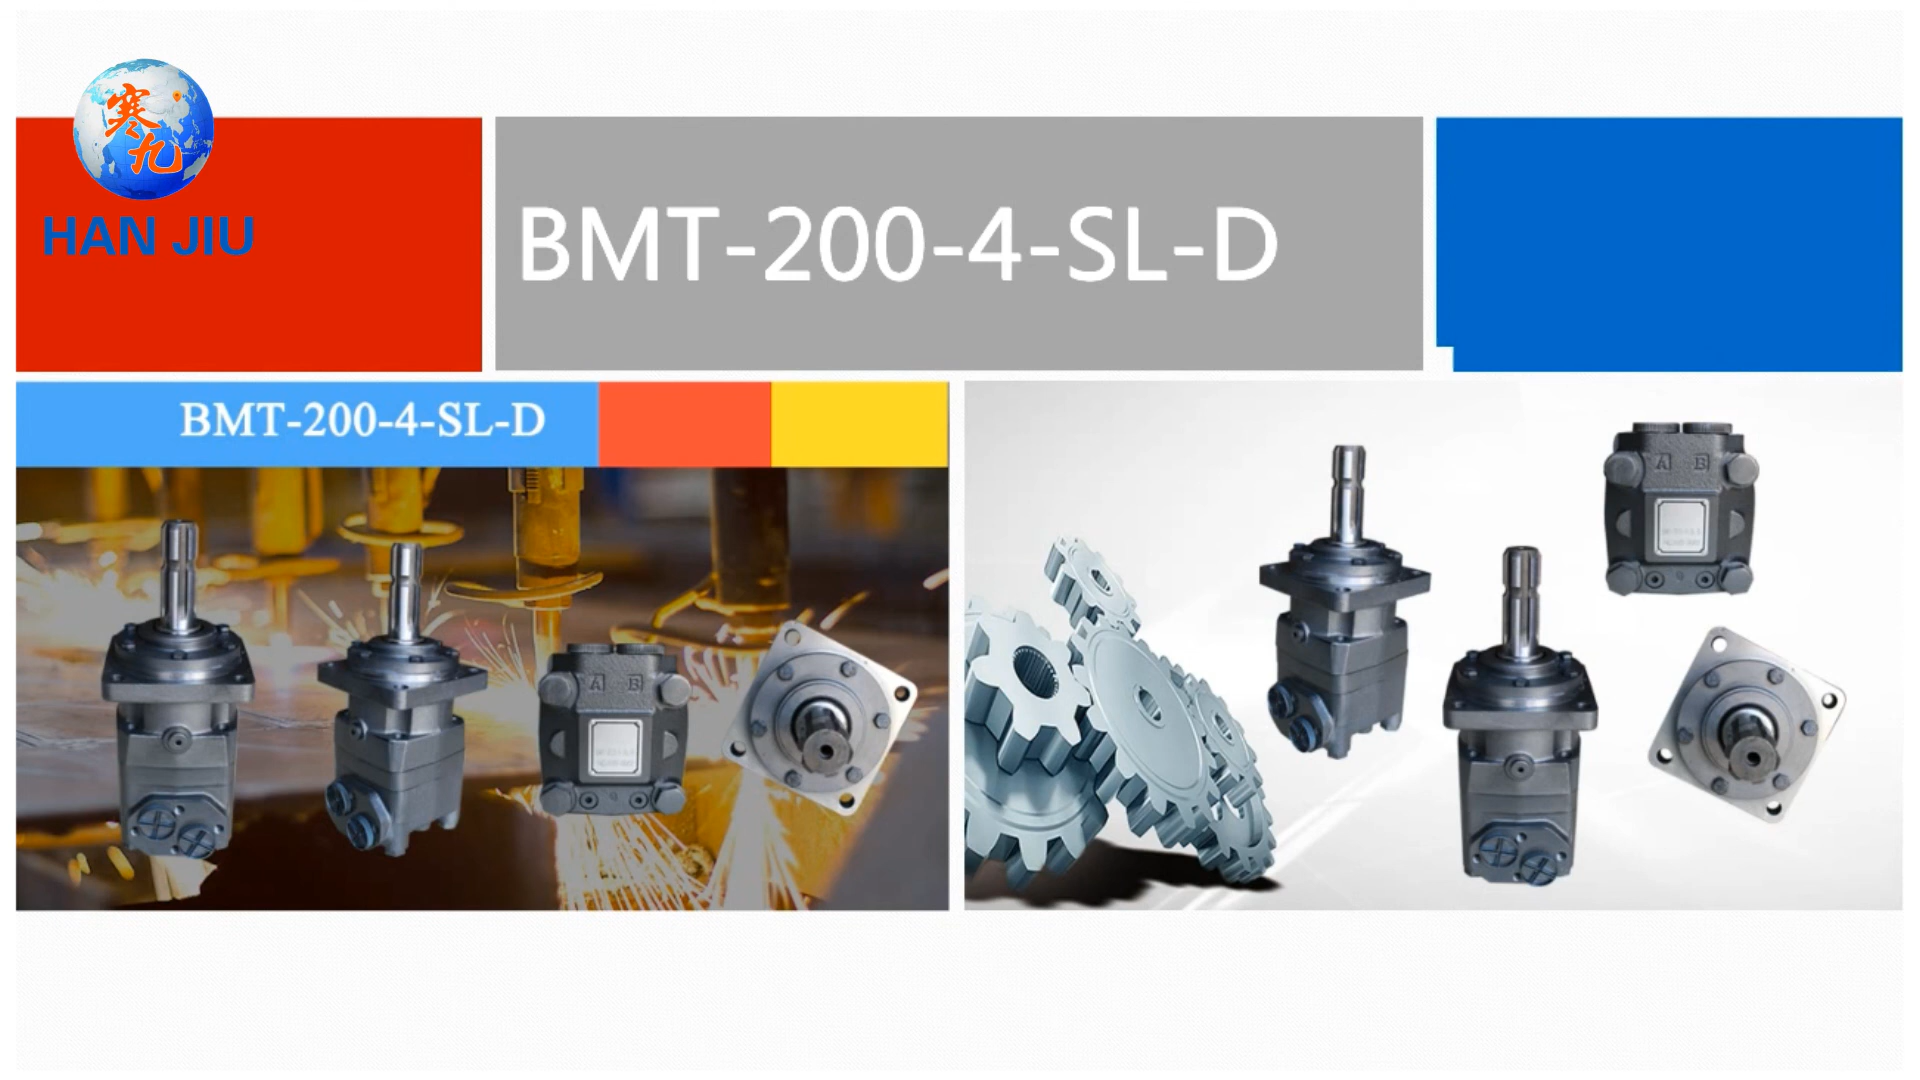 寒
九
HAN JIU
BMT-200-4-SL-D
BMT-200-4-SL-D
A B
A B